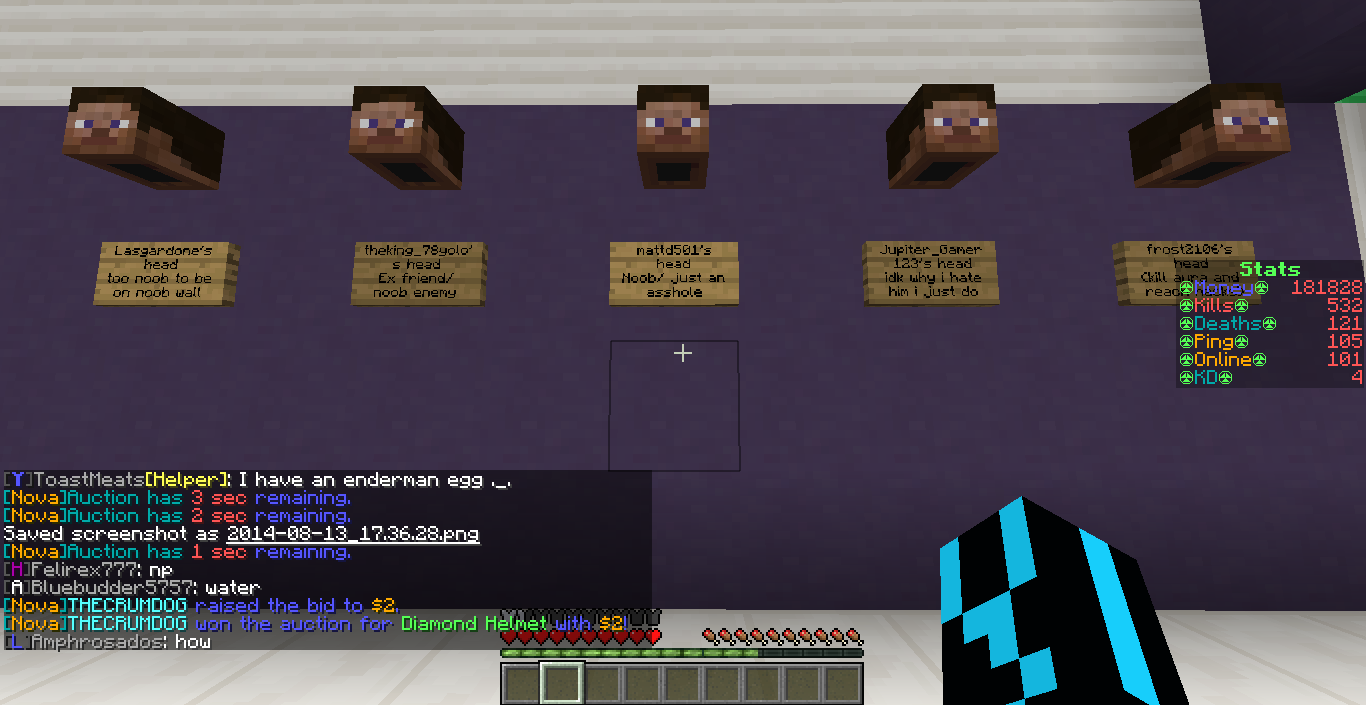 Lasgardone's
head
too noob to be
on noob wall
theking_78yolo'
s head
Ex friend/
noob enemy
mattd501's
head
Noob/ just an
asshole
Jupiter_Gamer
123's head
idk why i hate
him i just do
frost2106's
head
(kill aura and
reac
Stats
Money 181828
Kills 532
Deaths 121
Ping 105
Online 101
KD 4
[Y]ToastMeats[Helper]: I have an enderman egg ._.
[Nova]Auction has 3 sec remaining.
[Nova]Auction has 2 sec remaining.
Saved screenshot as 2014-08-13_17.36.28.png
[Nova]Auction has 1 sec remaining.
[H]Felirex777: np
[A]Bluebudder5757: water
[Nova]THECRUMDOG raised the bid to $2.
[Nova]THECRUMDOG won the auction for Diamond Helmet with $2!
[L]Amphrosados: how